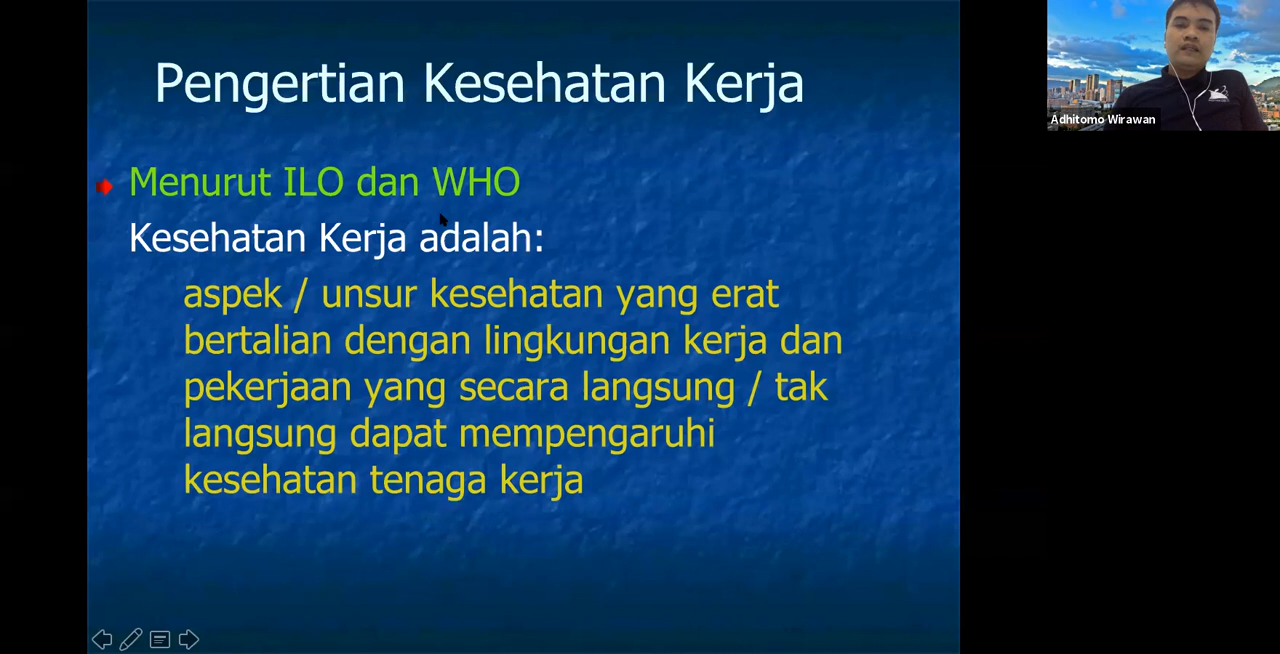 Pengertian Kesehatan Kerja
Menurut ILO dan WHO
Kesehatan Kerja adalah:
aspek / unsur kesehatan yang erat
bertalian dengan lingkungan kerja dan
pekerjaan yang secara langsung / tak
langsung dapat mempengaruhi
kesehatan tenaga kerja
Adhitomo Wirawan